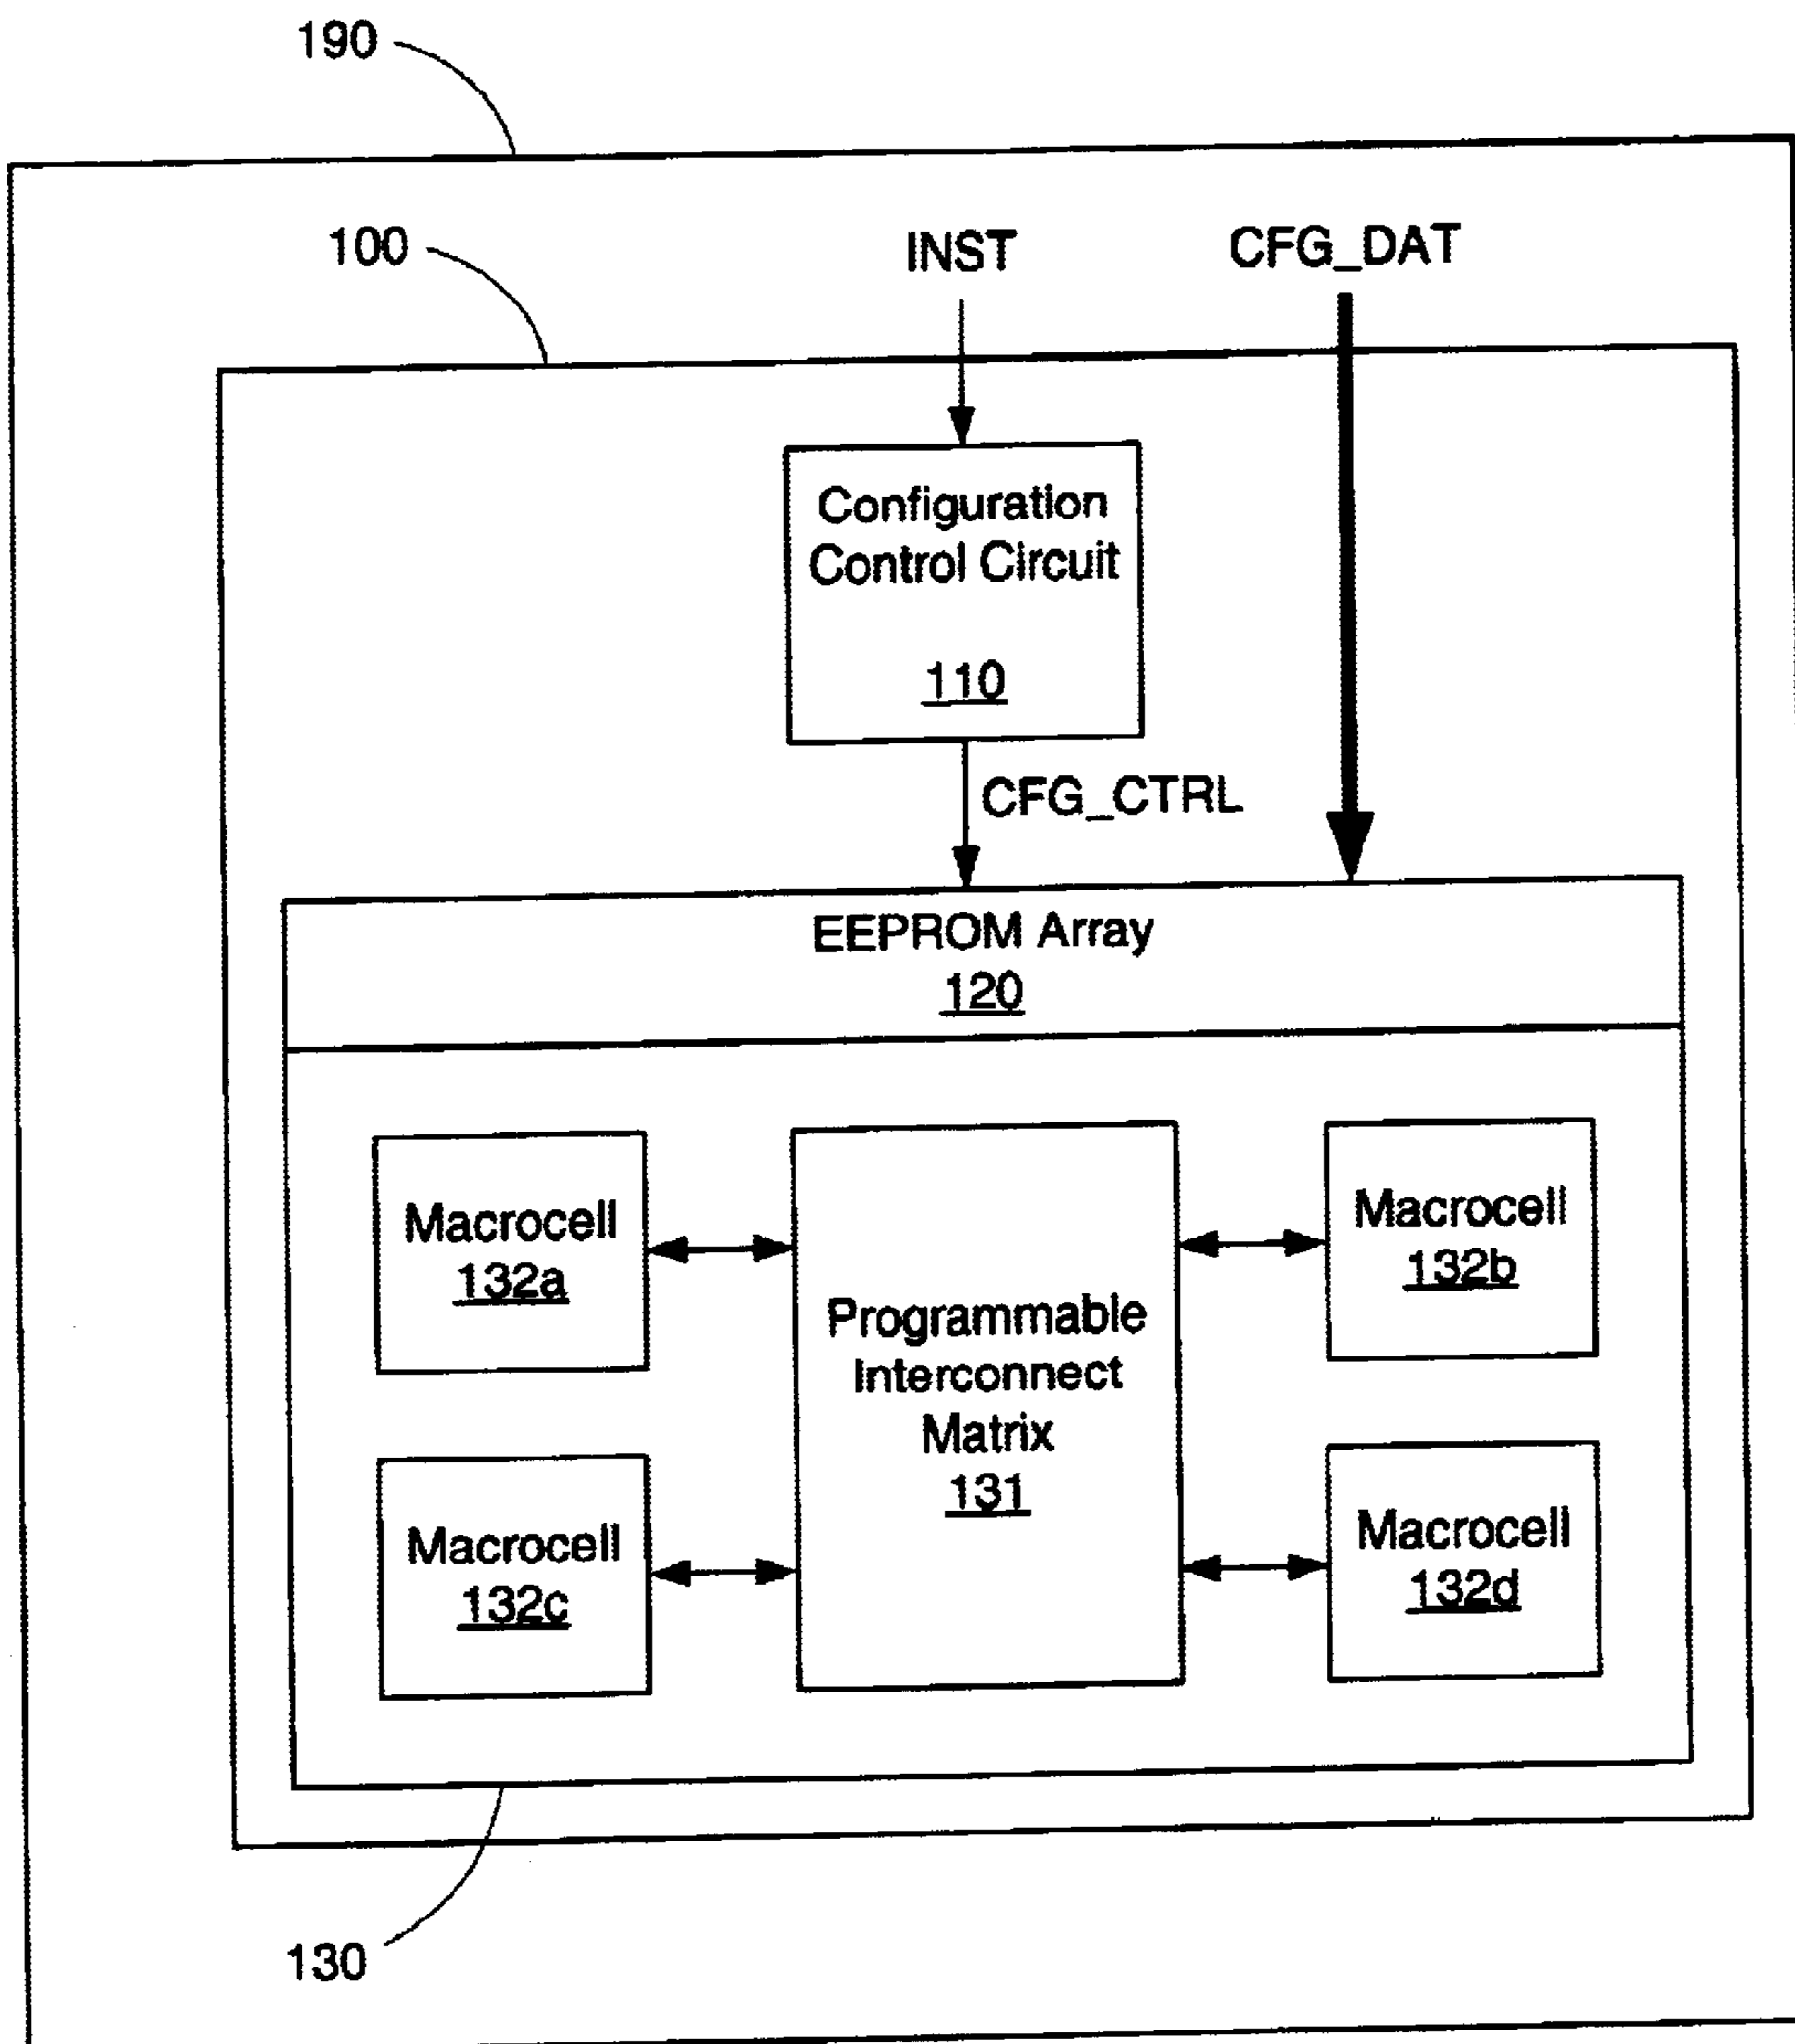 190
100
INST
CFG_DAT
Configuration
Control Circuit
110
CFG_CTRL
EEPROM Array
120
Macrocell
132a
Macrocell
132b
Programmable
Interconnect
Matrix
131
Macrocell
132c
Macrocell
132d
130